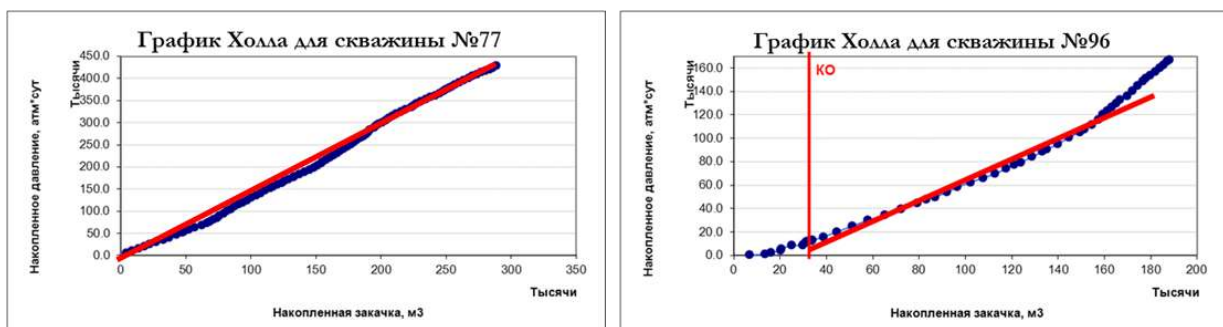 График Холла для скважины №77
Накопленное давление, атм*сут
Тысячи
450.0
400.0
350.0
300.0
250.0
200.0
150.0
100.0
50.0
0.0
0 50 100 150 200 250 300 350
Тысячи
Накопленная закачка, м3
График Холла для скважины №96
КО
Накопленное давление, атм*сут
Тысячи
160.0
140.0
120.0
100.0
80.0
60.0
40.0
20.0
0.0
0 20 40 60 80 100 120 140 160 180 200
Тысячи
Накопленная закачка, м3